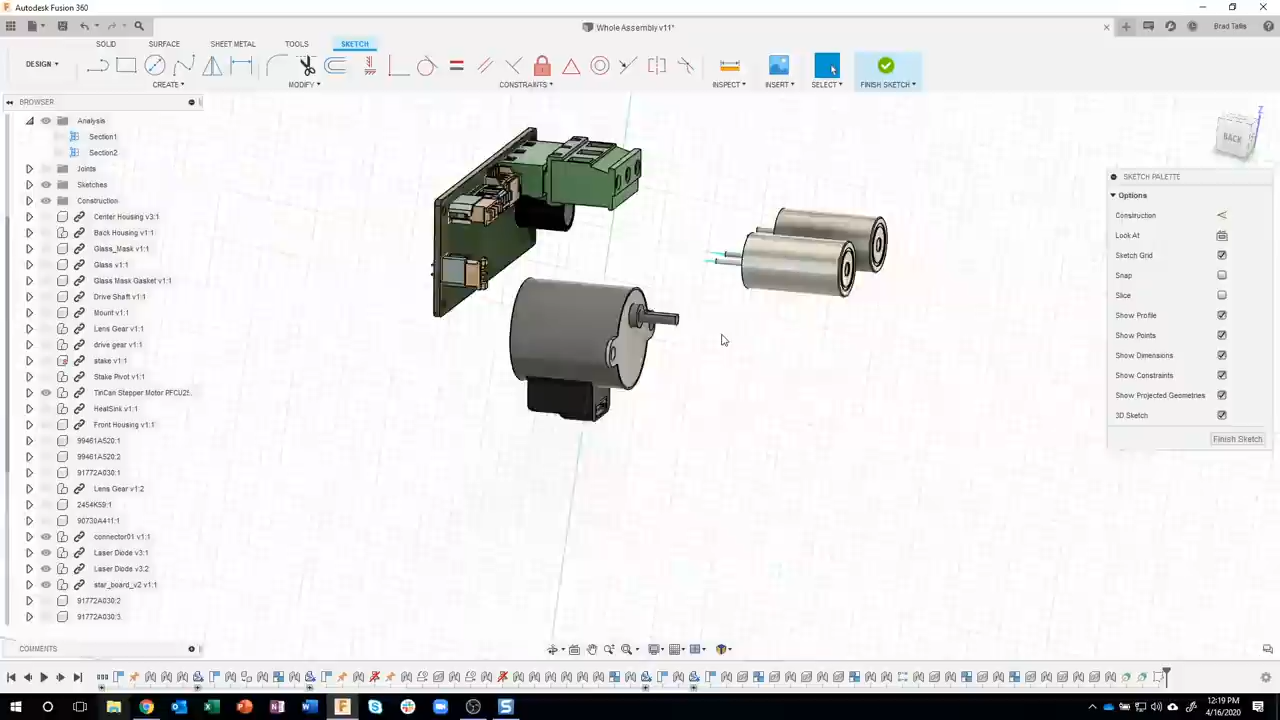 Autodesk Fusion 360
Whole Assembly v11*
Brad Tallis
SOLID SURFACE SHEET METAL TOOLS SKETCH
DESIGN
CREATE MODIFY CONSTRAINTS INSPECT INSERT SELECT FINISH SKETCH
BROWSER
Analysis
Section1
Section2
Joints
Sketches
Construction
Center Housing v3:1
Back Housing v1:1
Glass_Mask v1:1
Glass v1:1
Glass Mask Gasket v1:1
Drive Shaft v1:1
Mount v1:1
Lens Gear v1:1
drive gear v1:1
stake v1:1
Stake Pivot v1:1
TinCan Stepper Motor PFCU25..
HeatSink v1:1
Front Housing v1:1
99461A520:1
99461A520:2
91772A030:1
Lens Gear v1:2
2454K59:1
90730A411:1
connector01 v1:1
Laser Diode v3:1
Laser Diode v3:2
star_board_v2 v1:1
91772A030:2
91772A030:3
COMMENTS
Z
BACK
SKETCH PALETTE
Options
Construction
Look At
Sketch Grid
Snap
Slice
Show Profile
Show Points
Show Dimensions
Show Constraints
Show Projected Geometries
3D Sketch
Finish Sketch
12:19 PM
4/16/2020